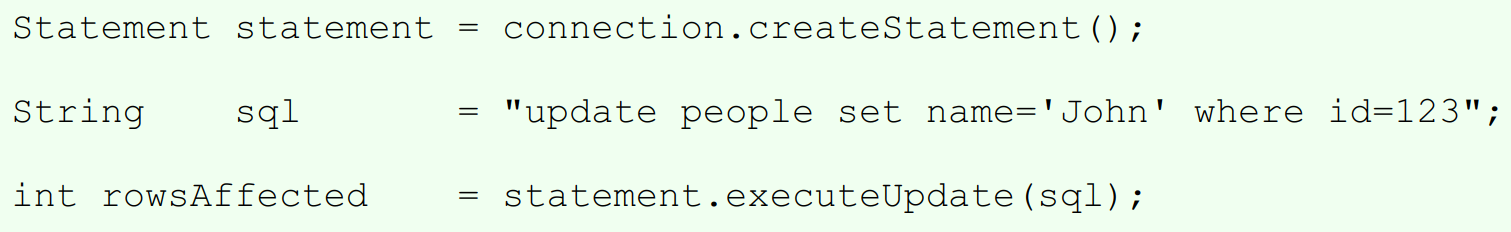 Statement statement = connection.createStatement();
String    sql       = "update people set name='John' where id=123";
int rowsAffected    = statement.executeUpdate(sql);